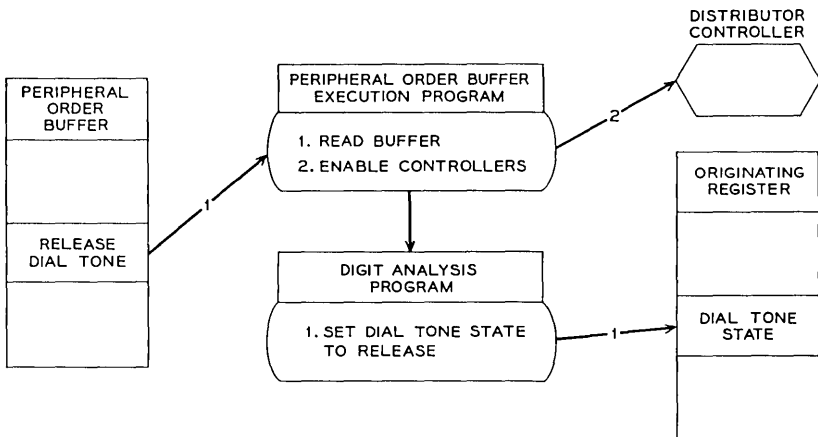 DISTRIBUTOR
CONTROLLER
PERIPHERAL
ORDER
BUFFER
RELEASE
DIAL TONE
1
PERIPHERAL ORDER BUFFER
EXECUTION PROGRAM
1. READ BUFFER
2. ENABLE CONTROLLERS
2
DIGIT ANALYSIS
PROGRAM
1. SET DIAL TONE STATE
TO RELEASE
1
ORIGINATING
REGISTER
DIAL TONE
STATE